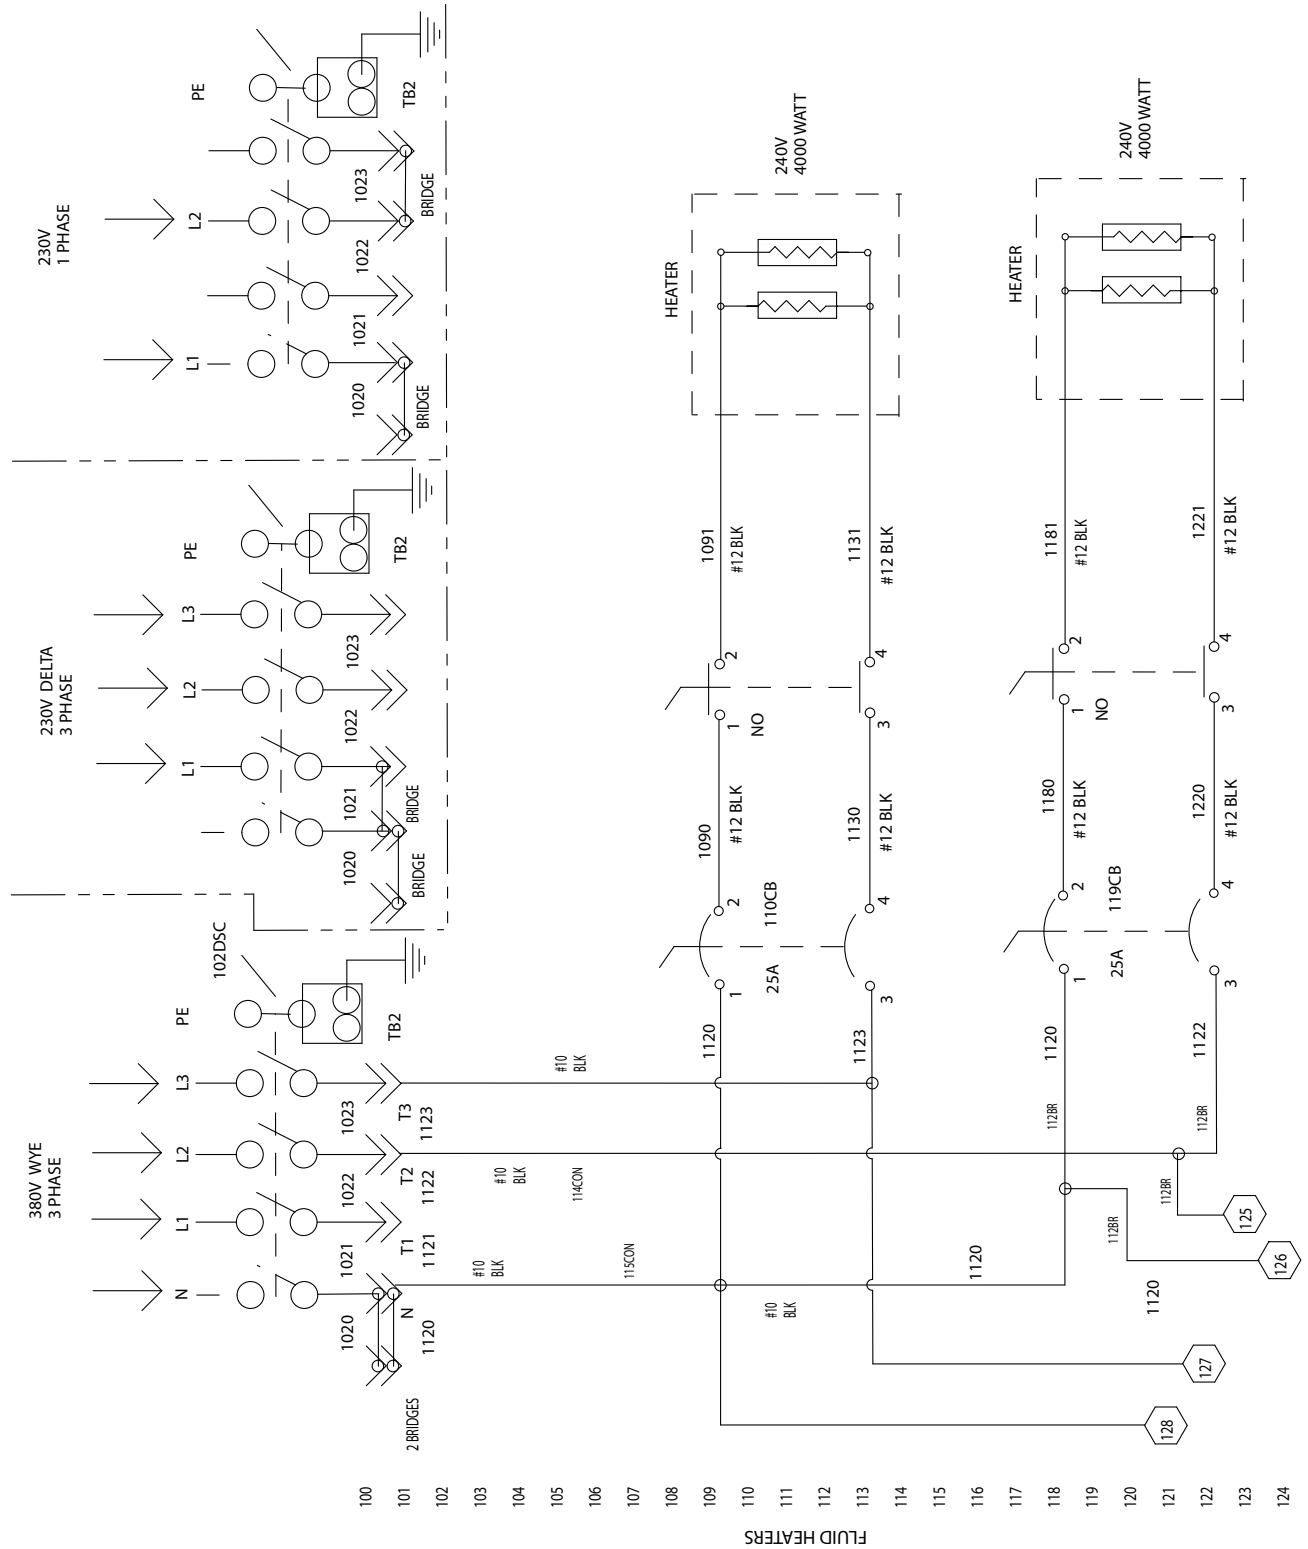 230V
1 PHASE
L1
L2
PE
1020
1021
1022
1023
BRIDGE
BRIDGE
TB2
230V DELTA
3 PHASE
L1
L2
L3
PE
1020
1021
1022
1023
BRIDGE
BRIDGE
TB2
380V WYE
3 PHASE
N
L1
L2
L3
PE
102DSC
1020
1021
1022
1023
TB2
2 BRIDGES
N
1120
T1
1121
T2
1122
T3
1123
#10
BLK
115CON
#10
BLK
114CON
#10
BLK
#10
BLK
1120
1
2
25A
110CB
1090
#12 BLK
1
2
NO
1091
#12 BLK
HEATER
240V
4000 WATT
1123
3
4
1130
#12 BLK
3
4
1131
#12 BLK
1120
112BR
1120
1
2
25A
119CB
1180
#12 BLK
1
2
NO
1181
#12 BLK
HEATER
240V
4000 WATT
112BR
1120
112BR
112BR
1122
3
4
1220
#12 BLK
3
4
1221
#12 BLK
128
127
126
125
100
101
102
103
104
105
106
107
108
109
110
111
112
113
114
115
116
117
118
119
120
121
122
123
124
FLUID HEATERS